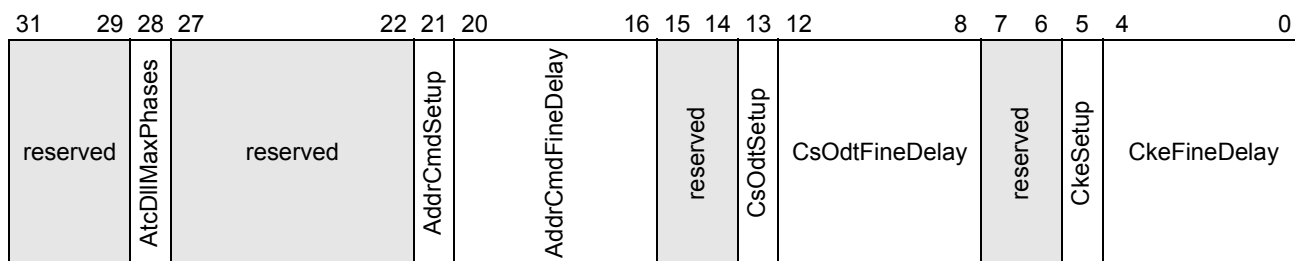 31 29 28 27 22 21 20 16 15 14 13 12 8 7 6 5 4 0
reserved
AtcDllMaxPhases
reserved
AddrCmdSetup
AddrCmdFineDelay
reserved
CsOdtSetup
CsOdtFineDelay
reserved
CkeSetup
CkeFineDelay